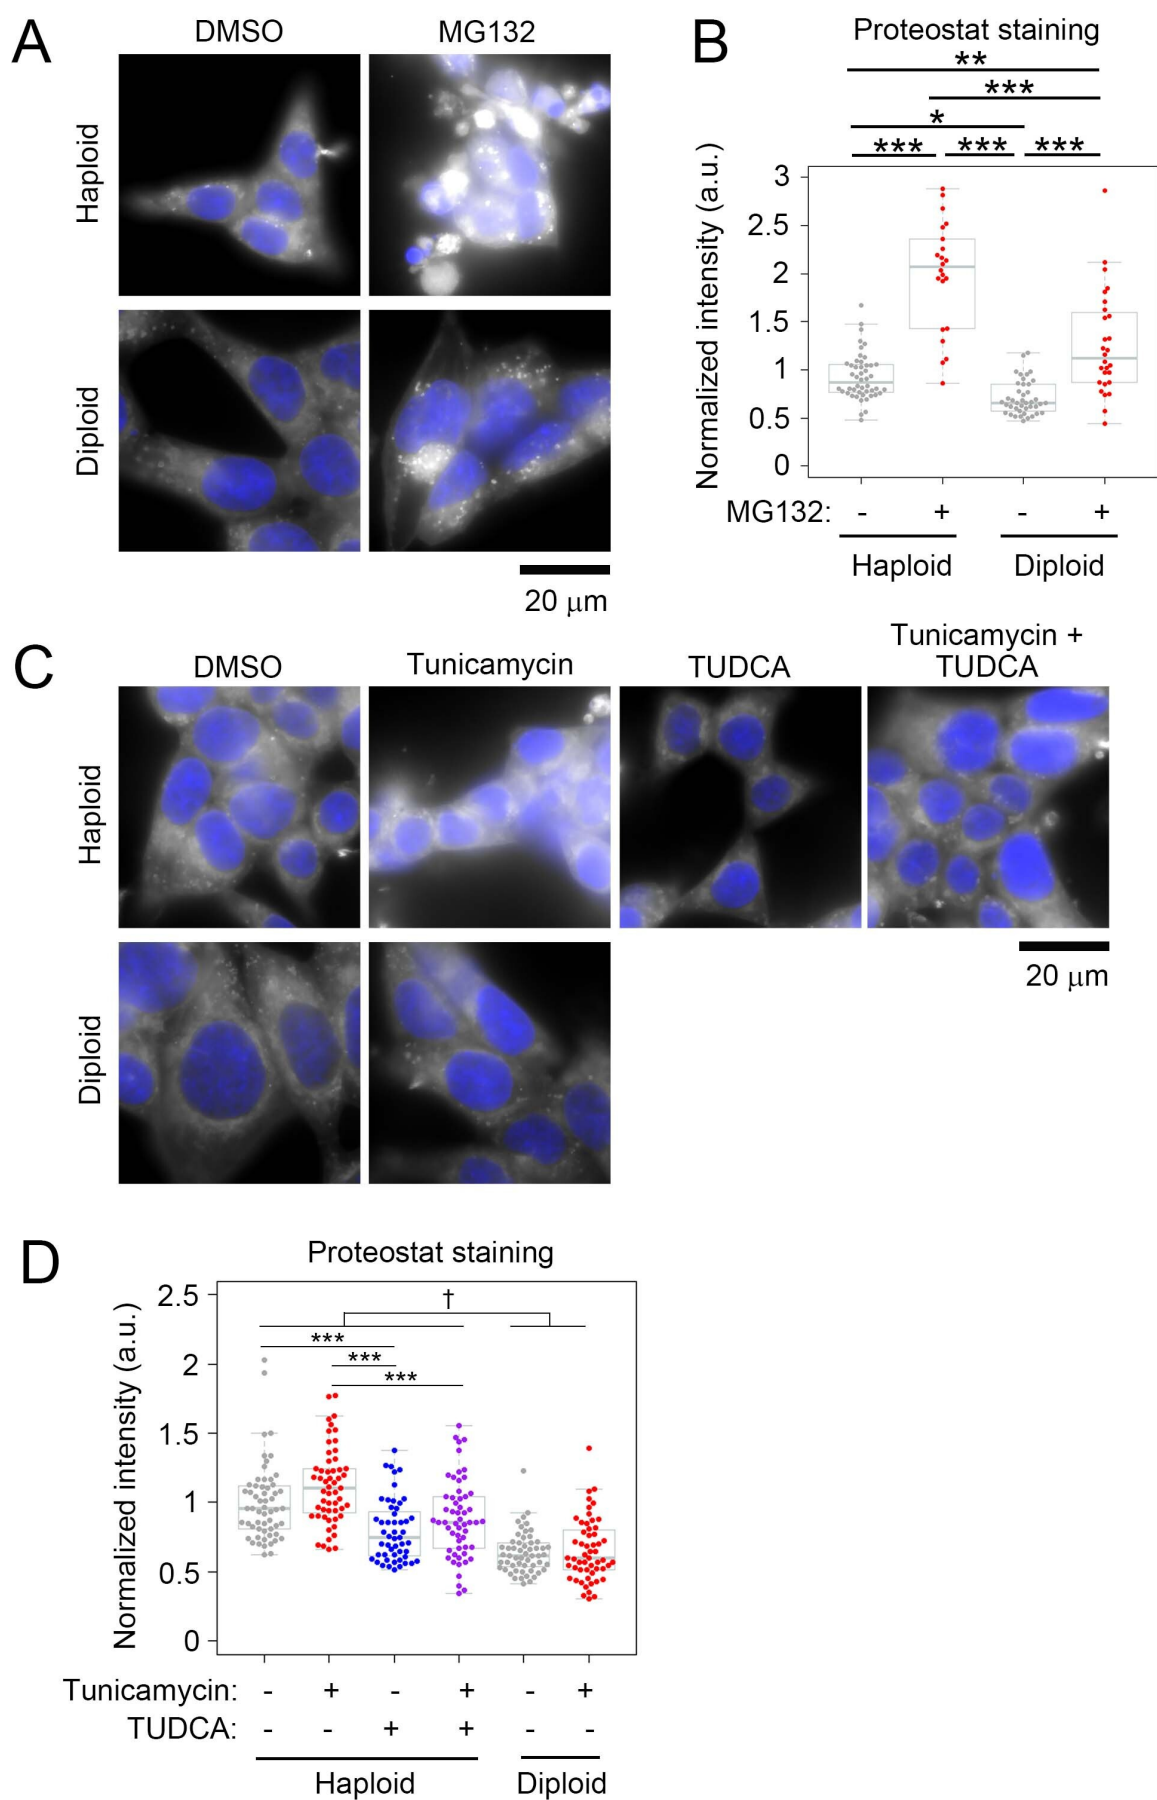 A
DMSO
MG132
Haploid
Diploid
20 μm
B
Proteostat staining
**
***
*
*** *** ***
Normalized intensity (a.u.)
3
2.5
2
1.5
1
0.5
0
MG132: - + - +
Haploid Diploid
C
DMSO
Tunicamycin
TUDCA
Tunicamycin +
TUDCA
Haploid
Diploid
20 μm
D
Proteostat staining
†
***
***
***
Normalized intensity (a.u.)
2.5
2
1.5
1
0.5
0
Tunicamycin: - + - + - +
TUDCA: - - + + - -
Haploid Diploid